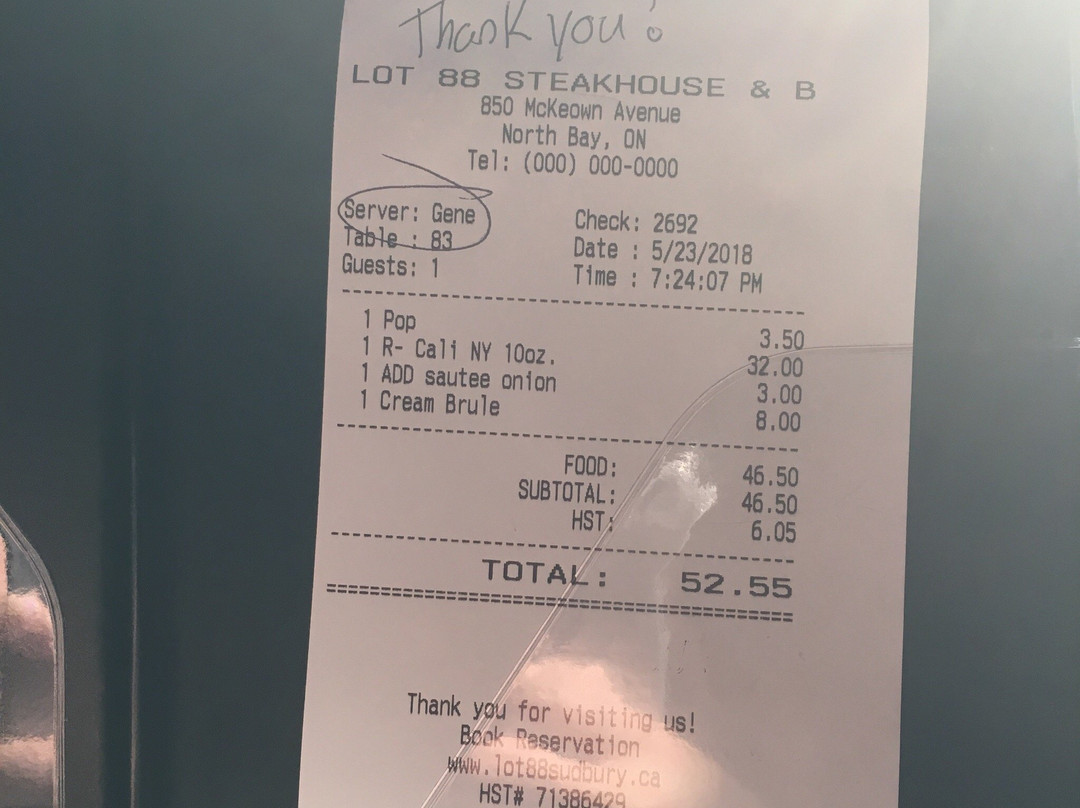 Thank you!
LOT 88 STEAKHOUSE & B
850 McKeown Avenue
North Bay, ON
Tel: (000) 000-0000
Server: Gene Check: 2692
Table : 83 Date : 5/23/2018
Guests: 1 Time : 7:24:07 PM
1 Pop 3.50
1 R- Cali NY 10oz. 32.00
1 ADD sautee onion 3.00
1 Cream Brule 8.00
FOOD: 46.50
SUBTOTAL: 46.50
HST: 6.05
TOTAL: 52.55
Thank you for visiting us!
Book Reservation
www.lot88sudbury.ca
HST# 71386429